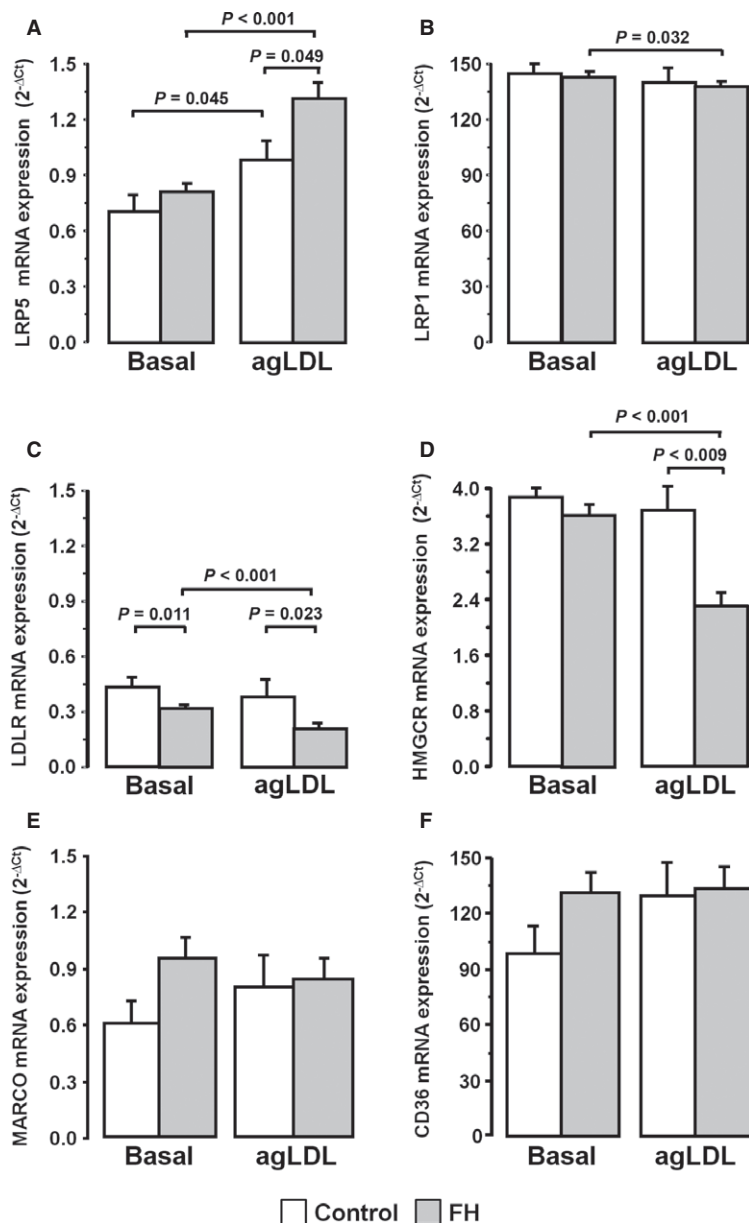 A
P < 0.001
P = 0.049
P = 0.045
LRP5 mRNA expression (2-ΔCt)
1.5
1.2
0.9
0.6
0.3
0.0
Basal agLDL
B
P = 0.032
LRP1 mRNA expression (2-ΔCt)
150
120
90
60
30
0
Basal agLDL
C
P < 0.001
P = 0.011
P = 0.023
LDLR mRNA expression (2-ΔCt)
1.5
1.2
0.9
0.6
0.3
0.0
Basal agLDL
D
P < 0.001
P < 0.009
HMGCR mRNA expression (2-ΔCt)
4.0
3.2
2.4
1.6
0.8
0.0
Basal agLDL
E
MARCO mRNA expression (2-ΔCt)
1.5
1.2
0.9
0.6
0.3
0.0
Basal agLDL
F
CD36 mRNA expression (2-ΔCt)
150
120
90
60
30
0
Basal agLDL
Control FH